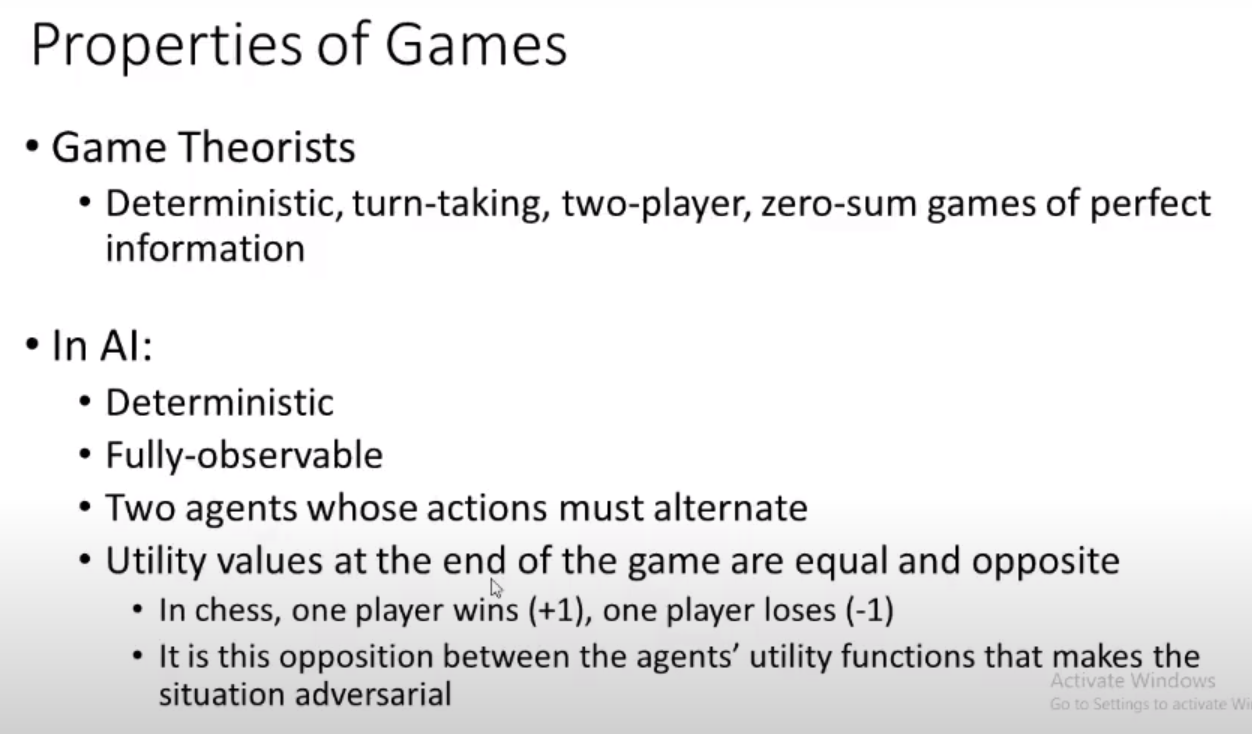 Properties of Games
• Game Theorists
• Deterministic, turn-taking, two-player, zero-sum games of perfect
information
• In AI:
• Deterministic
• Fully-observable
• Two agents whose actions must alternate
• Utility values at the end of the game are equal and opposite
• In chess, one player wins (+1), one player loses (-1)
• It is this opposition between the agents’ utility functions that makes the
situation adversarial
Activate Windows
Go to Settings to activate